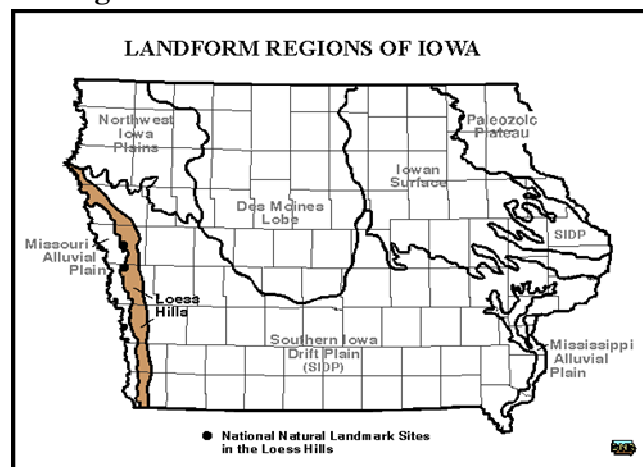 LANDFORM REGIONS OF IOWA
Northwest
Iowa
Plains
Paleozoic
Plateau
Iowan
Surface
Des Moines
Lobe
SIDP
Missouri
Alluvial
Plain
Loess
Hills
Southern Iowa
Drift Plain
(SIDP)
Mississippi
Alluvial
Plain
National Natural Landmark Sites
in the Loess Hills